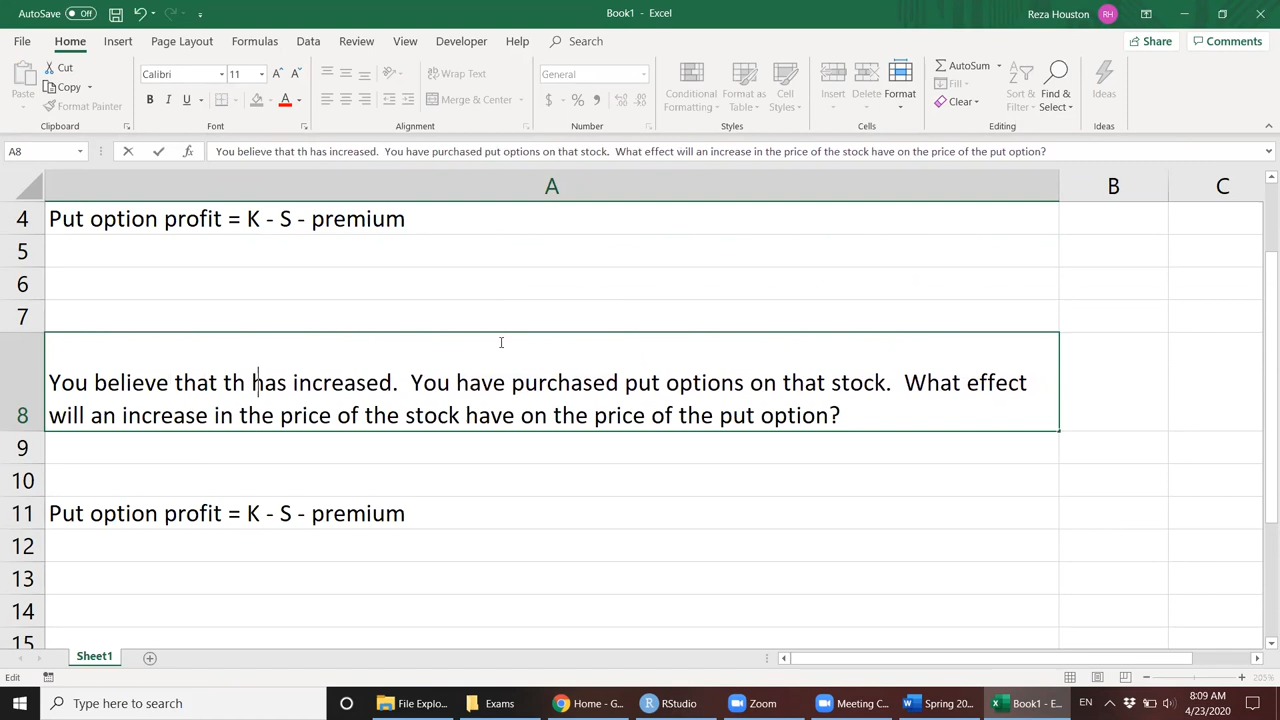 AutoSave Off
Book1 - Excel
Reza Houston RH
File Home Insert Page Layout Formulas Data Review View Developer Help Search Share Comments
Paste
Cut
Copy
Format Painter
Clipboard
Calibri 11
A A
B I U
A
Font
ab
Wrap Text
Merge & Center
Alignment
General
$ % ,
Number
Conditional Formatting
Format as Table
Cell Styles
Styles
Insert
Delete
Format
Cells
AutoSum
Fill
Clear
Sort & Filter
Find & Select
Editing
Ideas
Ideas
A8 fx You believe that th has increased. You have purchased put options on that stock. What effect will an increase in the price of the stock have on the price of the put option?
A B C
4 Put option profit = K - S - premium
5
6
7
You believe that th has increased. You have purchased put options on that stock. What effect
8 will an increase in the price of the stock have on the price of the put option?
9
10
11 Put option profit = K - S - premium
12
13
14
15
Sheet1
Edit
205%
Type here to search
File Explo...
Exams
Home - G...
RStudio
Zoom
Meeting C...
Spring 20...
Book1 - E...
EN
8:09 AM
4/23/2020